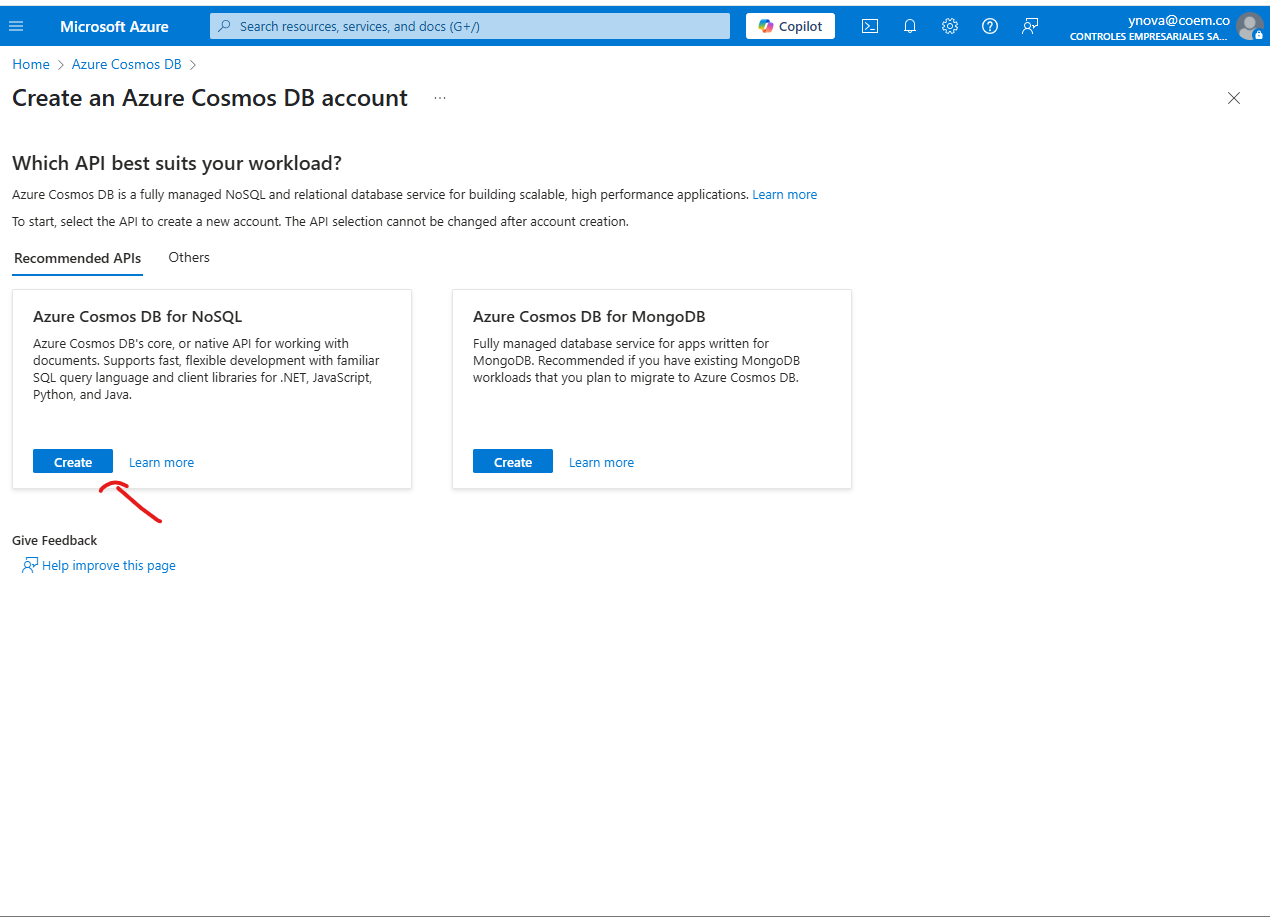 Microsoft Azure
Search resources, services, and docs (G+/)
Copilot
ynova@coem.co
CONTROLES EMPRESARIALES SA...
Home > Azure Cosmos DB >
Create an Azure Cosmos DB account ...
Which API best suits your workload?
Azure Cosmos DB is a fully managed NoSQL and relational database service for building scalable, high performance applications. Learn more
To start, select the API to create a new account. The API selection cannot be changed after account creation.
Recommended APIs Others
Azure Cosmos DB for NoSQL
Azure Cosmos DB's core, or native API for working with
documents. Supports fast, flexible development with familiar
SQL query language and client libraries for .NET, JavaScript,
Python, and Java.
Create Learn more
Azure Cosmos DB for MongoDB
Fully managed database service for apps written for
MongoDB. Recommended if you have existing MongoDB
workloads that you plan to migrate to Azure Cosmos DB.
Create Learn more
Give Feedback
Help improve this page